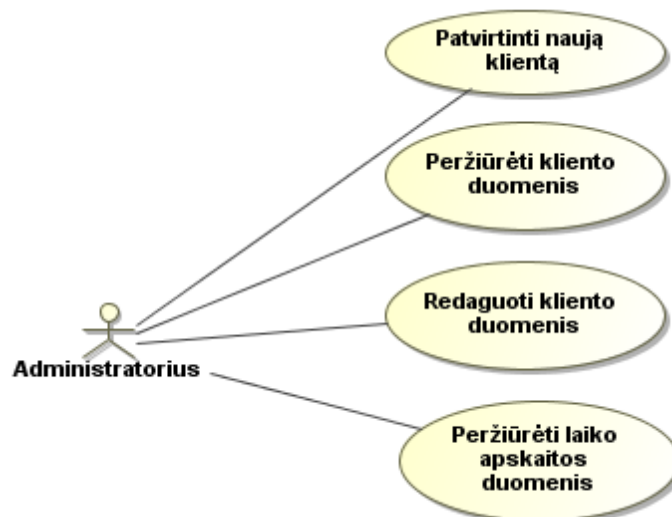 Patvirtinti naują
klientą
Peržiūrėti kliento
duomenis
Redaguoti kliento
duomenis
Administratorius
Peržiūrėti laiko
apskaitos
duomenis